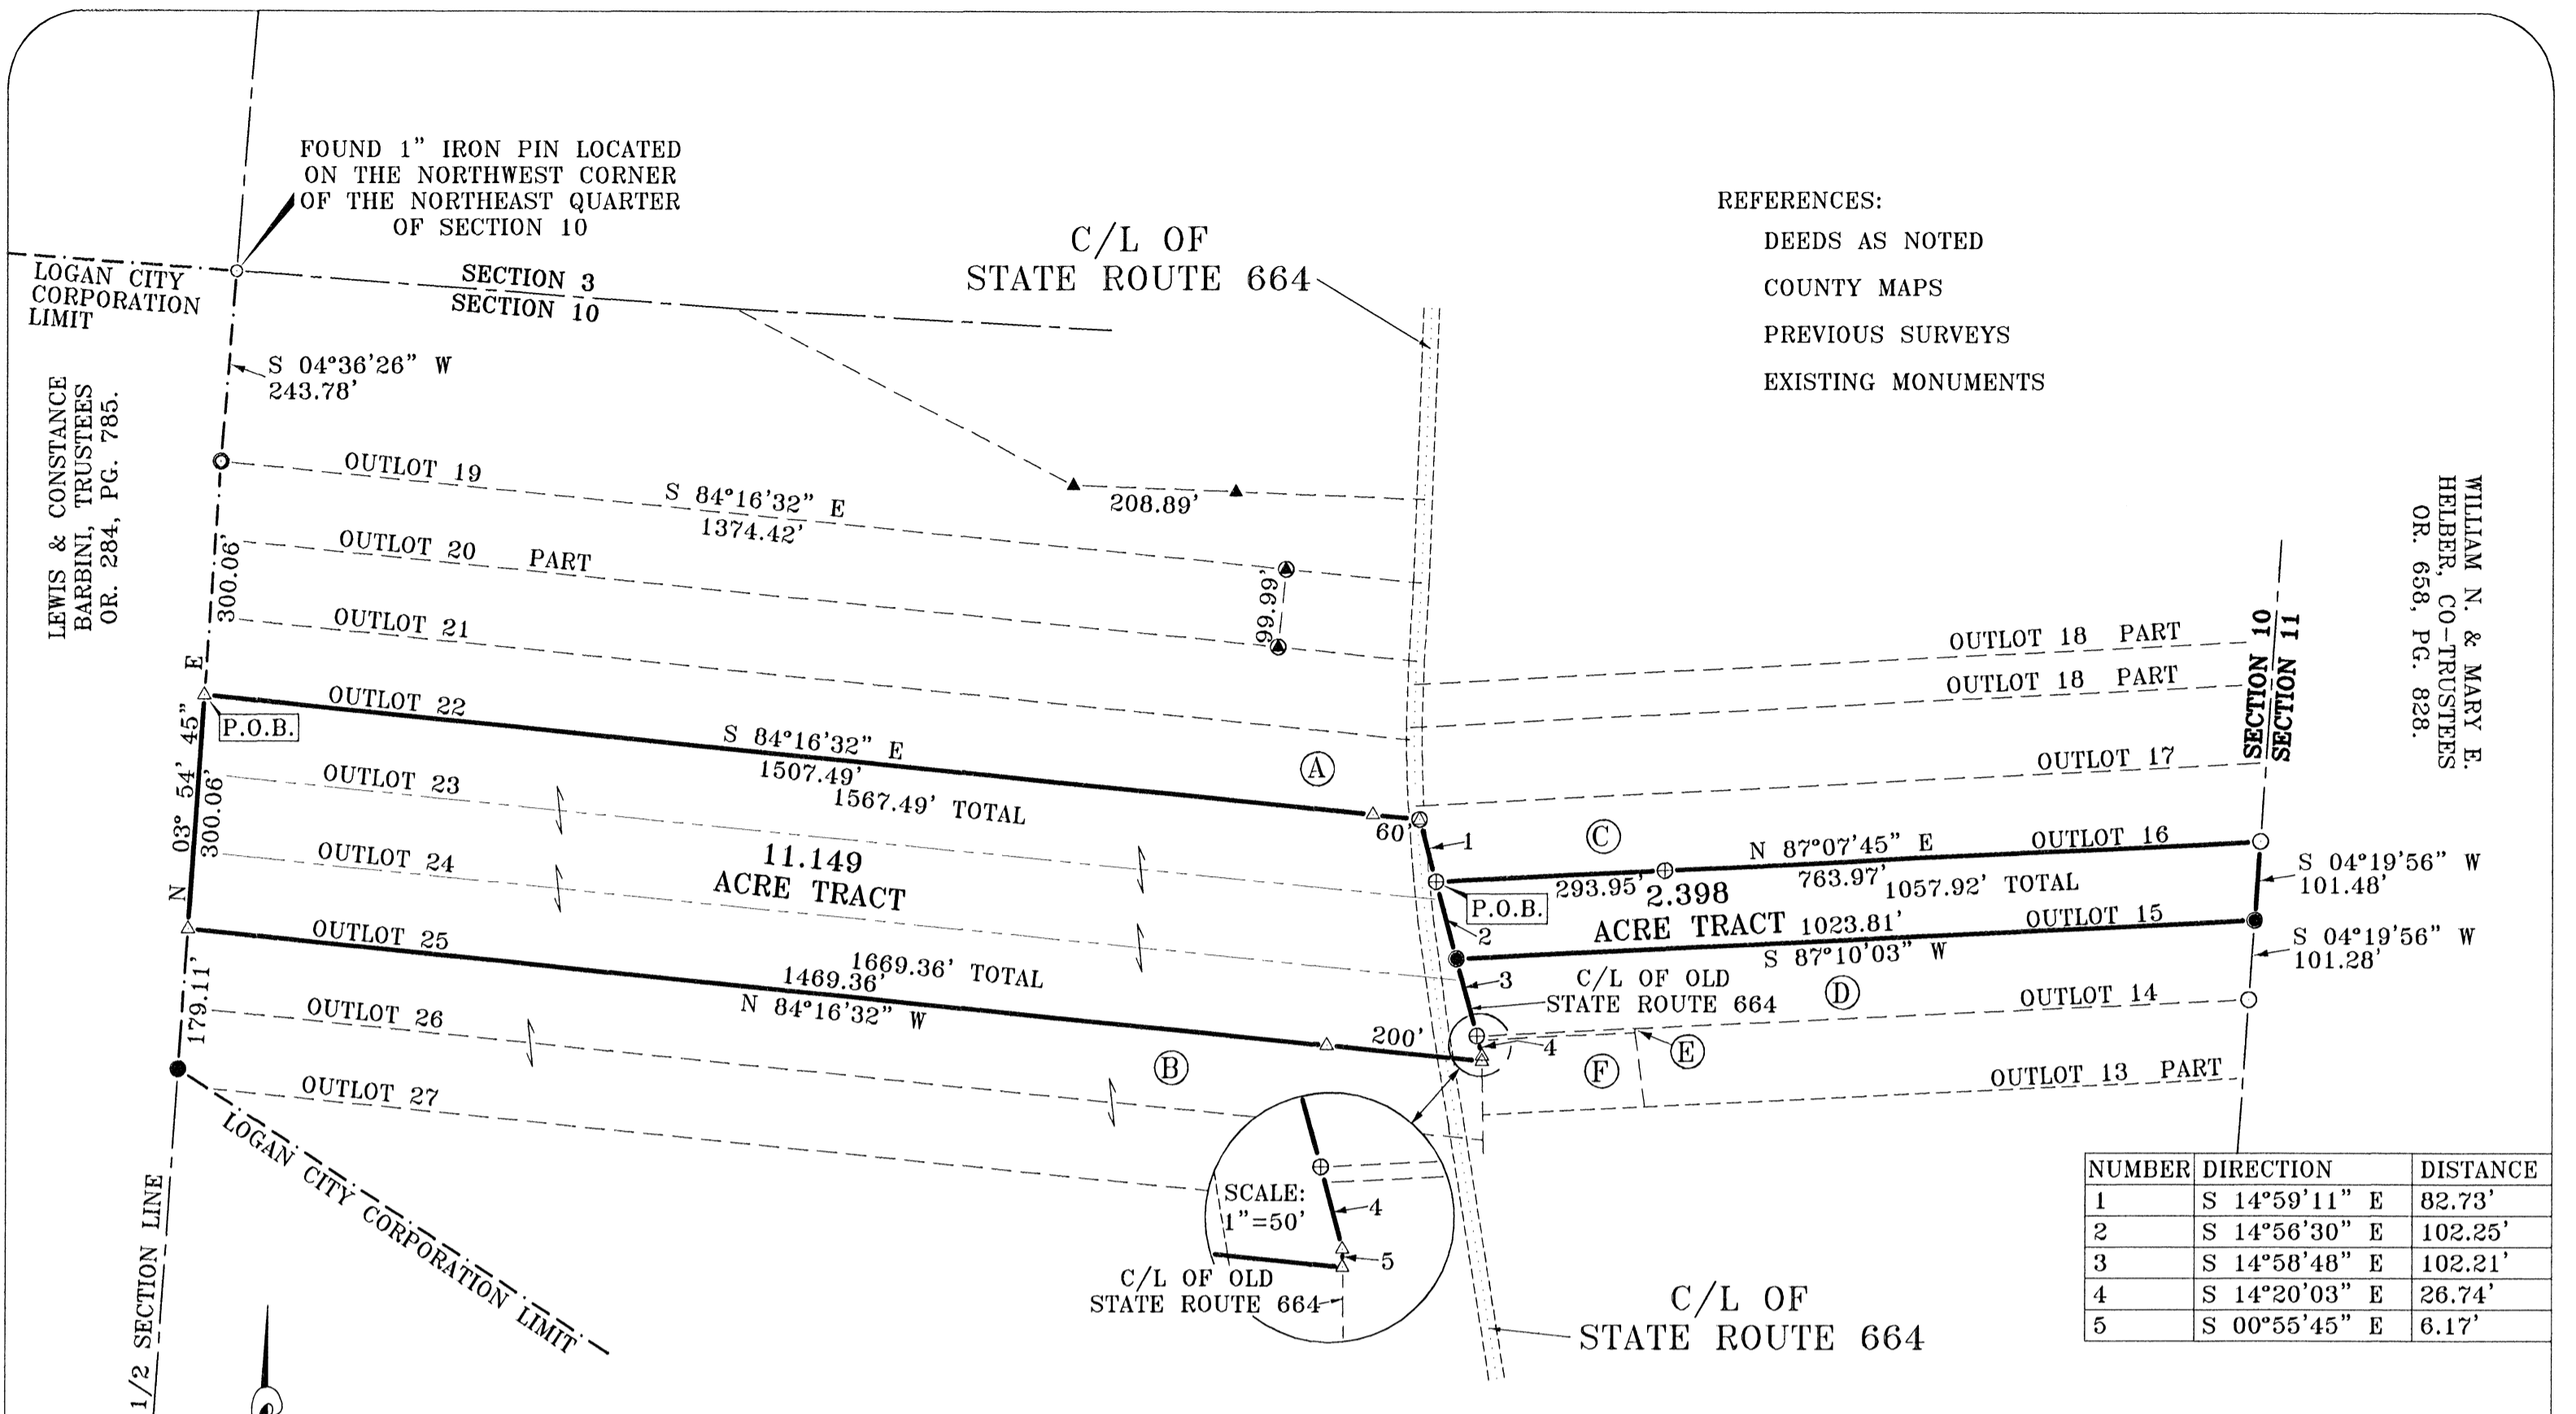 FOUND 1" IRON PIN LOCATED
ON THE NORTHWEST CORNER
OF THE NORTHEAST QUARTER
OF SECTION 10
LOGAN CITY
CORPORATION
LIMIT
SECTION 3
SECTION 10
C/L OF
STATE ROUTE 664
REFERENCES:
DEEDS AS NOTED
COUNTY MAPS
PREVIOUS SURVEYS
EXISTING MONUMENTS
S 04°36'26" W
243.78'
LEWIS & CONSTANCE
BARBINI, TRUSTEES
OR. 284, PG. 785.
WILLIAM N. & MARY E.
HELBER, CO-TRUSTEES
OR. 658, PG. 828.
OUTLOT 19
S 84°16'32" E
1374.42'
208.89'
OUTLOT 20 PART
99.99'
300.06'
OUTLOT 21
OUTLOT 18 PART
OUTLOT 18 PART
SECTION 10
SECTION 11
OUTLOT 17
N 03° 54' 45" E
P.O.B.
OUTLOT 22
S 84°16'32" E
1507.49'
1567.49' TOTAL
A
60'
1
C
N 87°07'45" E
OUTLOT 16
293.95'
763.97'
1057.92' TOTAL
S 04°19'56" W
101.48'
300.06'
OUTLOT 23
OUTLOT 24
11.149
ACRE TRACT
P.O.B.
2.398
ACRE TRACT
2
1023.81'
OUTLOT 15
S 87°10'03" W
S 04°19'56" W
101.28'
OUTLOT 25
1669.36' TOTAL
1469.36'
N 84°16'32" W
200'
3
C/L OF OLD
STATE ROUTE 664
D
OUTLOT 14
179.11'
OUTLOT 26
B
4
E
F
OUTLOT 13 PART
OUTLOT 27
LOGAN CITY CORPORATION LIMIT
1/2 SECTION LINE
SCALE:
1"=50'
4
5
C/L OF OLD
STATE ROUTE 664
C/L OF
STATE ROUTE 664
NUMBER DIRECTION DISTANCE
1 S 14°59'11" E 82.73'
2 S 14°56'30" E 102.25'
3 S 14°58'48" E 102.21'
4 S 14°20'03" E 26.74'
5 S 00°55'45" E 6.17'